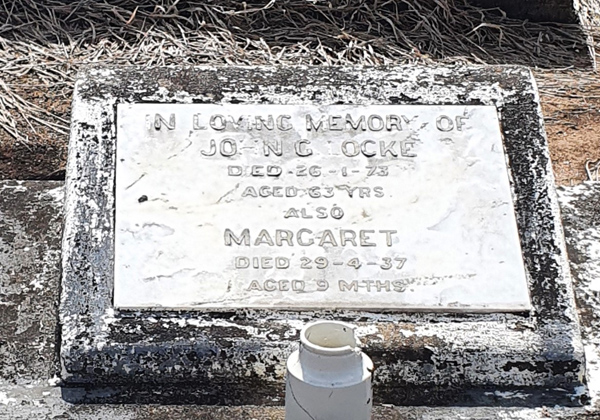 IN LOVING MEMORY OF
JOHN G LOCKE
DIED 26-1-73
AGED 63 YRS
ALSO
MARGARET
DIED 29-4-37
AGED 9 MTHS